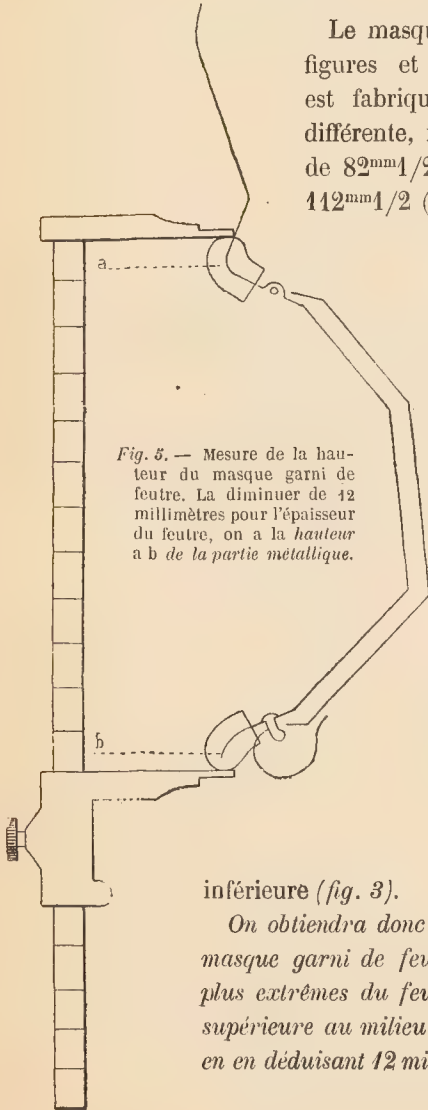 Le masqu
figures et
est fabriqu
différente,
de 82mm1/2
112mm1/2 (
a
Fig. 5. — Mesure de la hau-
teur du masque garni de
feutre. La diminuer de 12
millimètres pour l'épaisseur
du feutre, on a la hauteur
a b de la partie métallique.
b
inférieure (fig. 3).
On obtiendra donc
masque garni de feu
plus extrêmes du feu
supérieure au milieu
en en déduisant 12 mi